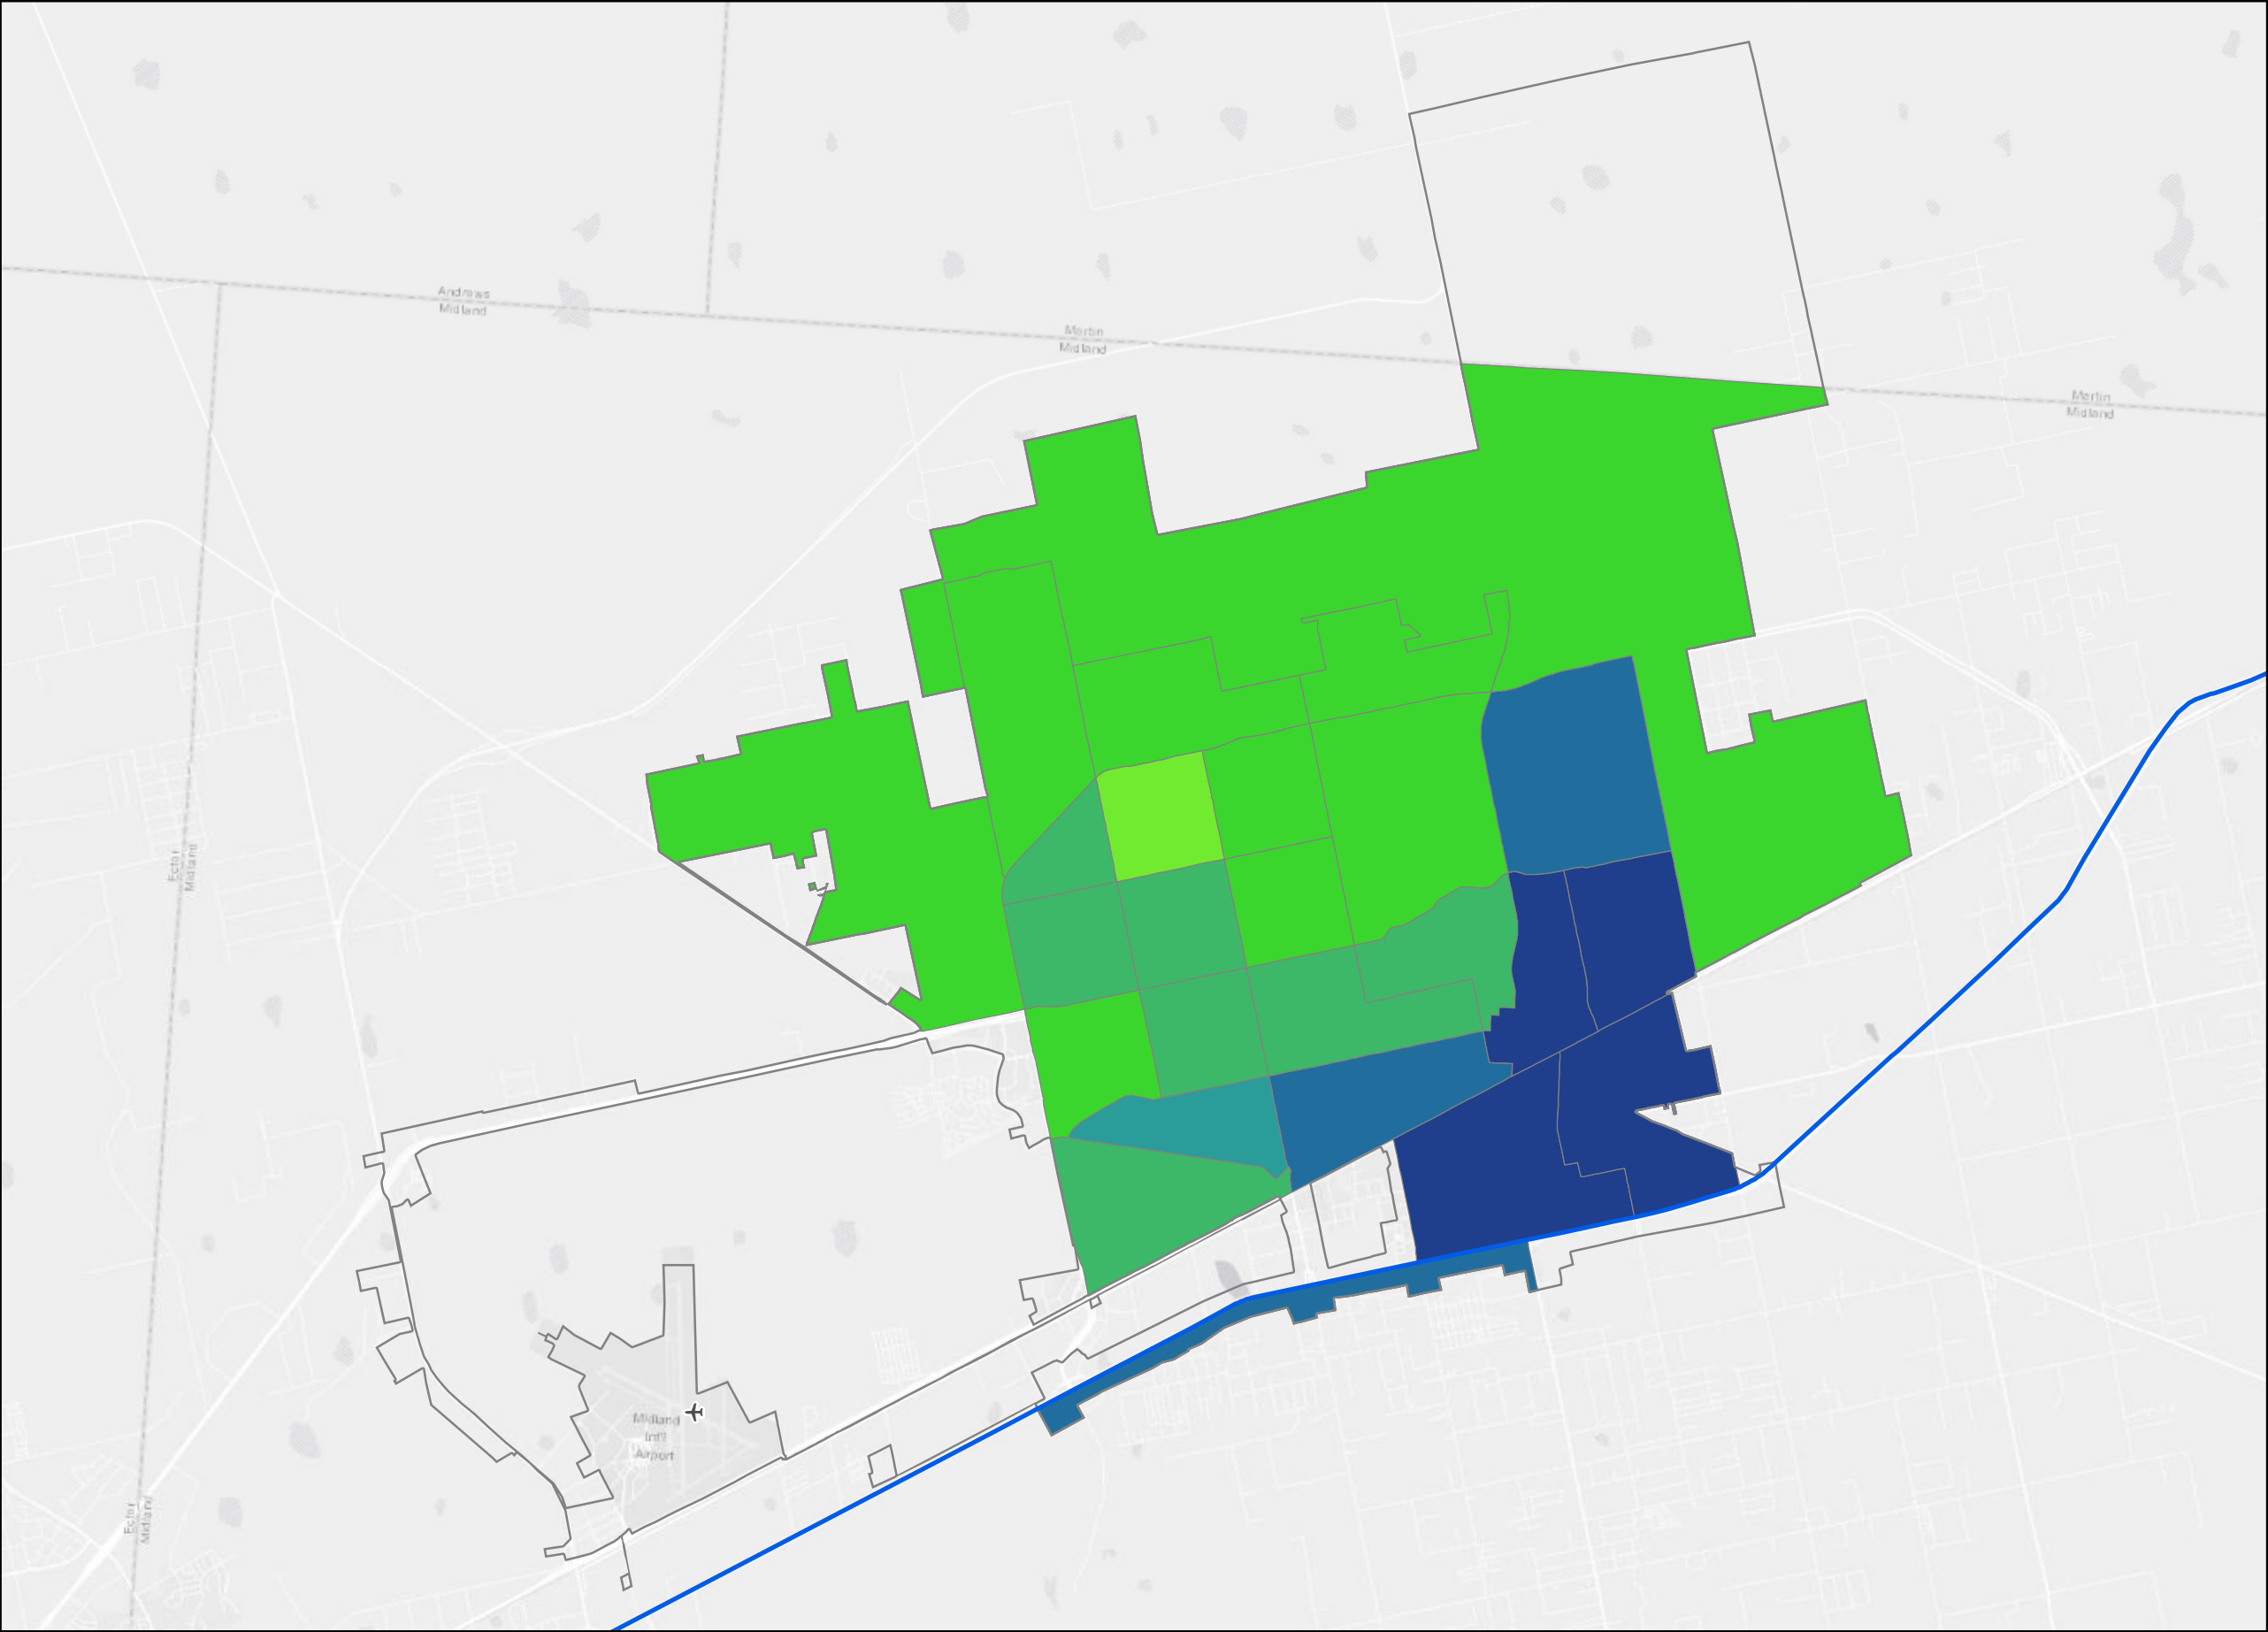 Andrews
Midland
Martin
Midland
Martin
Midland
Ector
Midland
Midland
Int'l
Airport
Ector
Midland